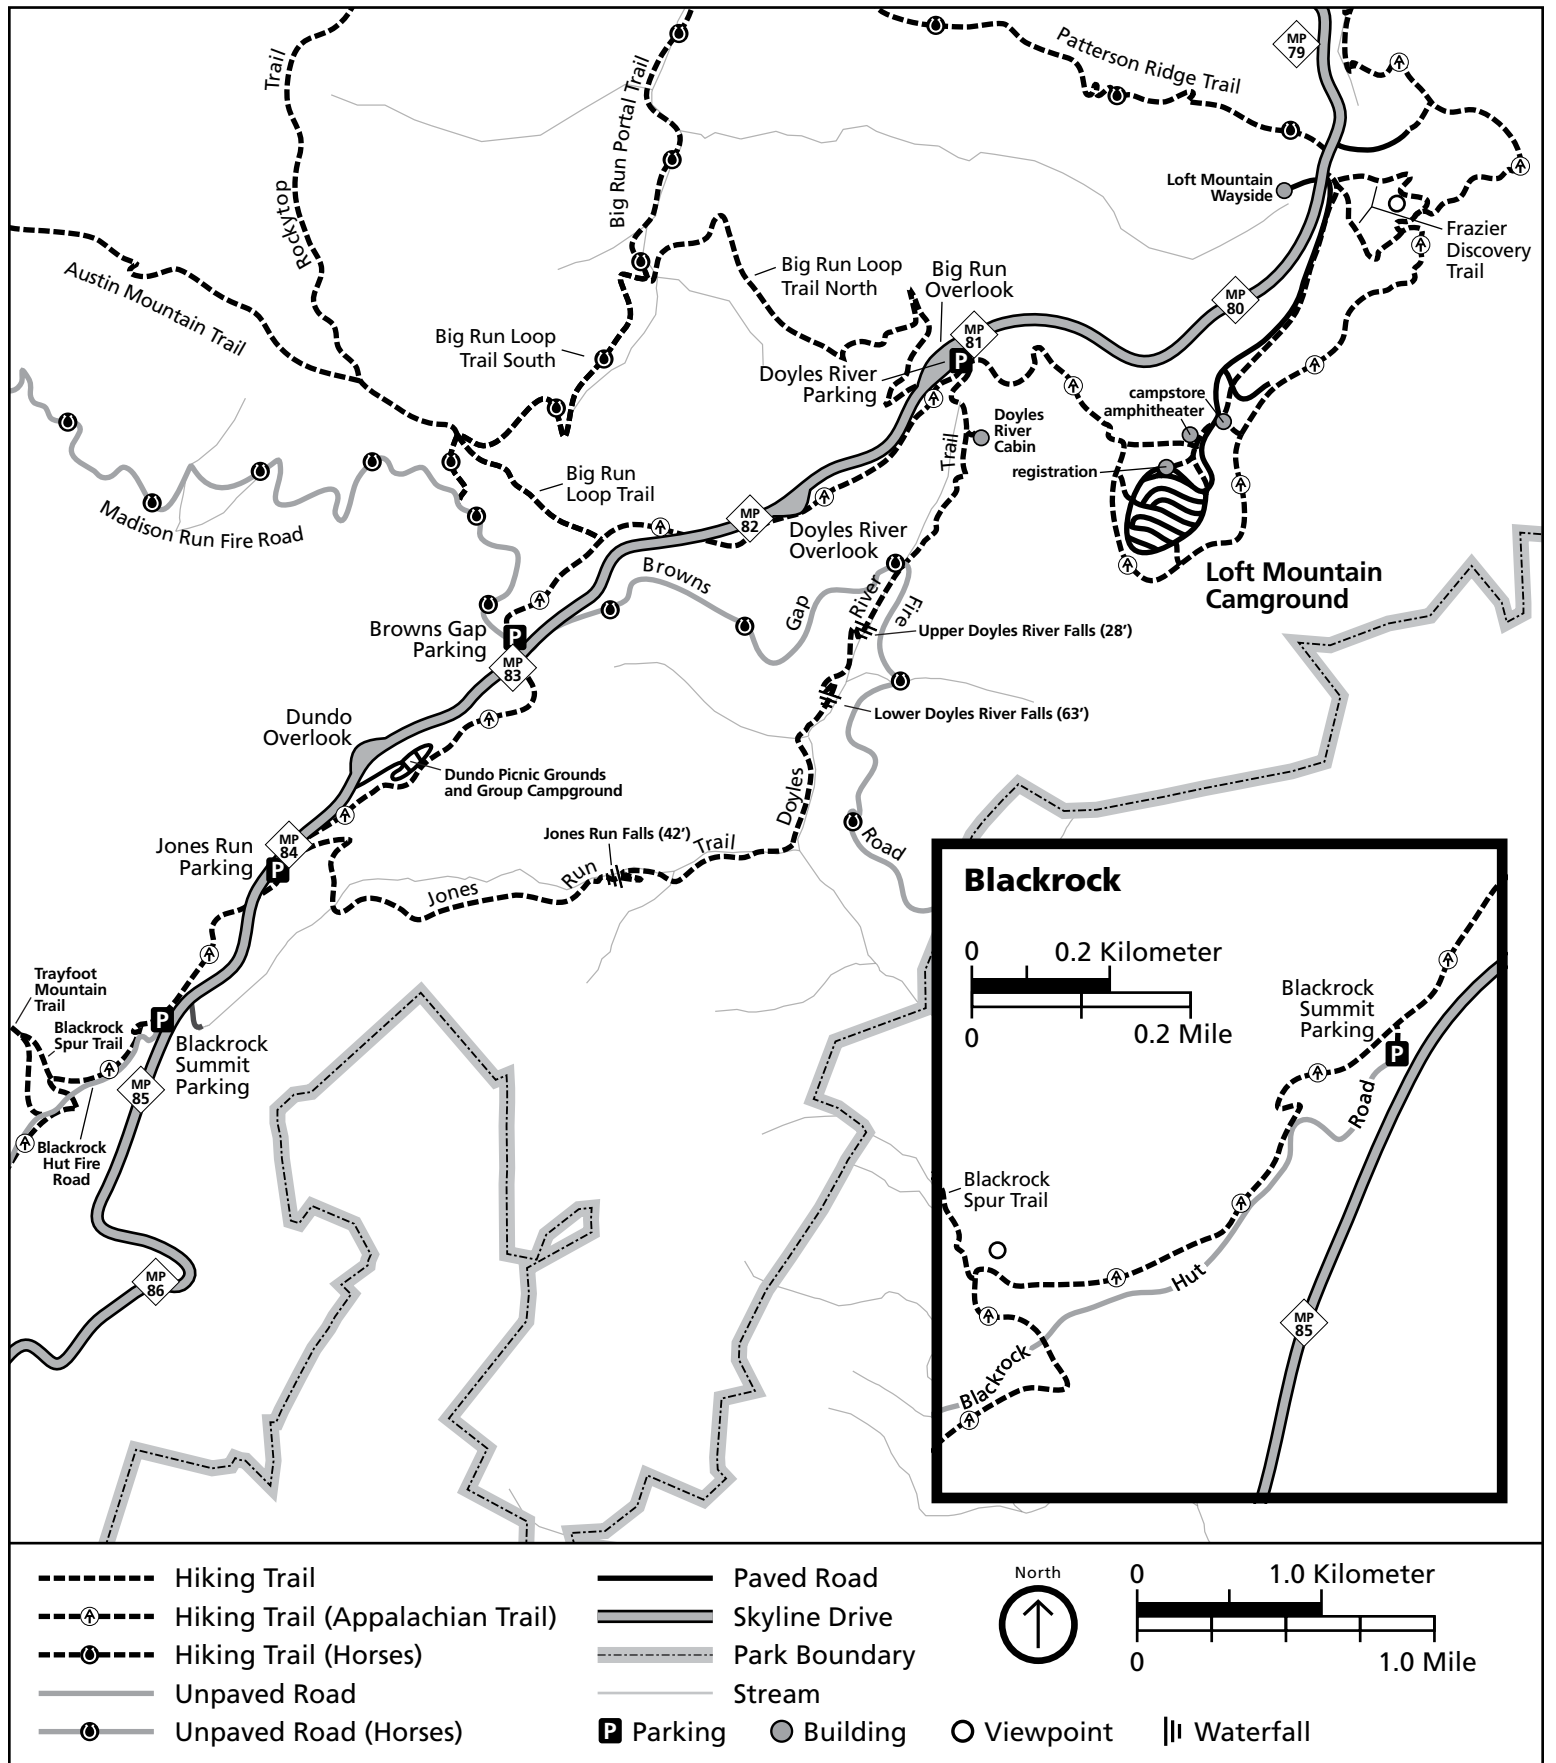 MP
79
Patterson Ridge Trail
Trail
Rockytop
Big Run Portal Trail
Loft Mountain
Wayside
Frazier
Discovery
Trail
Austin Mountain Trail
Big Run Loop
Trail North
Big Run
Overlook
MP
80
MP
81
P
Big Run Loop
Trail South
Doyles River
Parking
campstore
amphitheater
Doyles
River
Cabin
Trail
registration
Big Run
Loop Trail
Madison Run Fire Road
MP
82
Doyles River
Overlook
Loft Mountain
Camground
Browns
Gap
River
Fire
Browns Gap
Parking
P
MP
83
Upper Doyles River Falls (28’)
Lower Doyles River Falls (63’)
Dundo
Overlook
Dundo Picnic Grounds
and Group Campground
Doyles
Jones Run
Parking
MP
84
P
Jones Run Falls (42’)
Jones
Run
Trail
Road
Trayfoot
Mountain
Trail
Blackrock
Spur Trail
P
Blackrock
Summit
Parking
MP
85
Blackrock
Hut Fire
Road
MP
86
Blackrock
0
0.2 Kilometer
0
0.2 Mile
Blackrock
Summit
Parking
P
Road
Blackrock
Spur Trail
Hut
Blackrock
MP
85
Hiking Trail
Hiking Trail (Appalachian Trail)
Hiking Trail (Horses)
Unpaved Road
Unpaved Road (Horses)
Paved Road
Skyline Drive
Park Boundary
Stream
P Parking
Building
Viewpoint
Waterfall
North
0
1.0 Kilometer
0
1.0 Mile